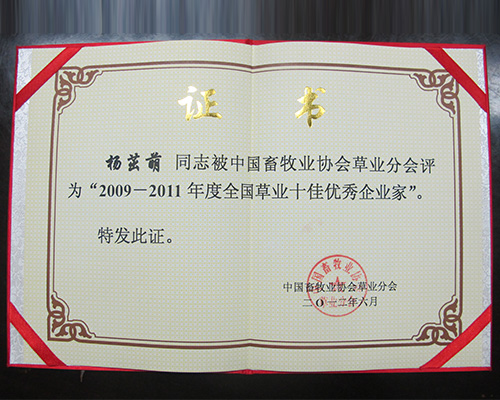 证 书
杨茁萌 同志被中国畜牧业协会草业分会评
为“2009－2011年度全国草业十佳优秀企业家”。
特发此证。
中国畜牧业协会草业分会
二〇一二年六月